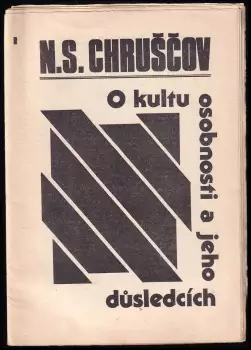 N.S. CHRUŠČOV
O kultu
osobnosti a jeho
důsledcích